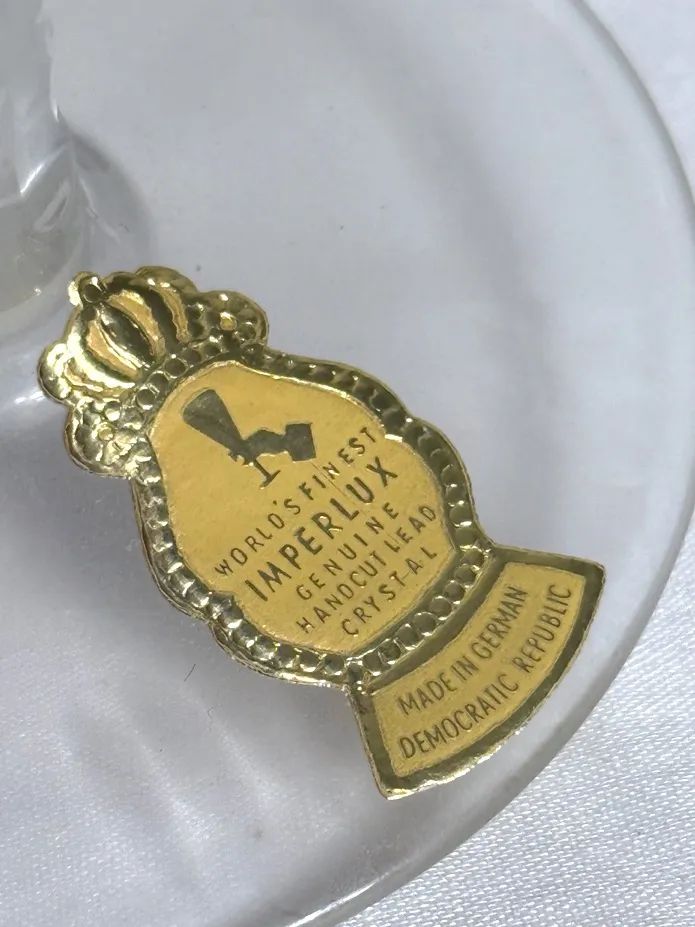 WORLD'S FINEST
IMPERLUX
GENUINE
HANDCUT LEAD
CRYSTAL
MADE IN GERMAN
DEMOCRATIC REPUBLIC